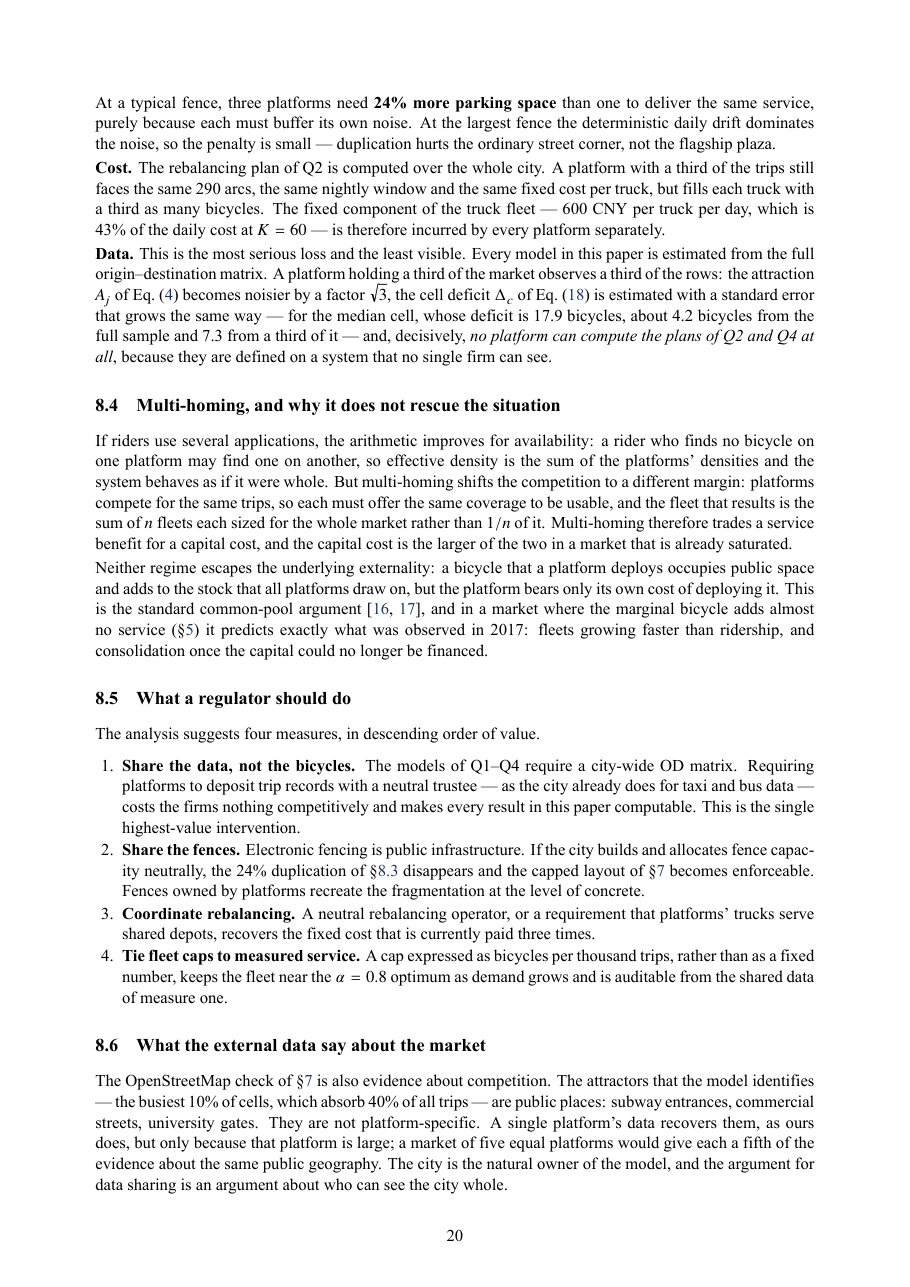 At a typical fence, three platforms need 24% more parking space than one to deliver the same service,
purely because each must buffer its own noise. At the largest fence the deterministic daily drift dominates
the noise, so the penalty is small — duplication hurts the ordinary street corner, not the flagship plaza.
Cost. The rebalancing plan of Q2 is computed over the whole city. A platform with a third of the trips still
faces the same 290 arcs, the same nightly window and the same fixed cost per truck, but fills each truck with
a third as many bicycles. The fixed component of the truck fleet — 600 CNY per truck per day, which is
43% of the daily cost at K = 60 — is therefore incurred by every platform separately.
Data. This is the most serious loss and the least visible. Every model in this paper is estimated from the full
origin–destination matrix. A platform holding a third of the market observes a third of the rows: the attraction
A_j of Eq. (4) becomes noisier by a factor √3, the cell deficit Δ_c of Eq. (18) is estimated with a standard error
that grows the same way — for the median cell, whose deficit is 17.9 bicycles, about 4.2 bicycles from the
full sample and 7.3 from a third of it — and, decisively, no platform can compute the plans of Q2 and Q4 at
all, because they are defined on a system that no single firm can see.
8.4 Multi-homing, and why it does not rescue the situation
If riders use several applications, the arithmetic improves for availability: a rider who finds no bicycle on
one platform may find one on another, so effective density is the sum of the platforms’ densities and the
system behaves as if it were whole. But multi-homing shifts the competition to a different margin: platforms
compete for the same trips, so each must offer the same coverage to be usable, and the fleet that results is the
sum of n fleets each sized for the whole market rather than 1/n of it. Multi-homing therefore trades a service
benefit for a capital cost, and the capital cost is the larger of the two in a market that is already saturated.
Neither regime escapes the underlying externality: a bicycle that a platform deploys occupies public space
and adds to the stock that all platforms draw on, but the platform bears only its own cost of deploying it. This
is the standard common-pool argument [16, 17], and in a market where the marginal bicycle adds almost
no service (§5) it predicts exactly what was observed in 2017: fleets growing faster than ridership, and
consolidation once the capital could no longer be financed.
8.5 What a regulator should do
The analysis suggests four measures, in descending order of value.
1. Share the data, not the bicycles. The models of Q1–Q4 require a city-wide OD matrix. Requiring
platforms to deposit trip records with a neutral trustee — as the city already does for taxi and bus data —
costs the firms nothing competitively and makes every result in this paper computable. This is the single
highest-value intervention.
2. Share the fences. Electronic fencing is public infrastructure. If the city builds and allocates fence capac-
ity neutrally, the 24% duplication of §8.3 disappears and the capped layout of §7 becomes enforceable.
Fences owned by platforms recreate the fragmentation at the level of concrete.
3. Coordinate rebalancing. A neutral rebalancing operator, or a requirement that platforms’ trucks serve
shared depots, recovers the fixed cost that is currently paid three times.
4. Tie fleet caps to measured service. A cap expressed as bicycles per thousand trips, rather than as a fixed
number, keeps the fleet near the α = 0.8 optimum as demand grows and is auditable from the shared data
of measure one.
8.6 What the external data say about the market
The OpenStreetMap check of §7 is also evidence about competition. The attractors that the model identifies
— the busiest 10% of cells, which absorb 40% of all trips — are public places: subway entrances, commercial
streets, university gates. They are not platform-specific. A single platform’s data recovers them, as ours
does, but only because that platform is large; a market of five equal platforms would give each a fifth of the
evidence about the same public geography. The city is the natural owner of the model, and the argument for
data sharing is an argument about who can see the city whole.
20